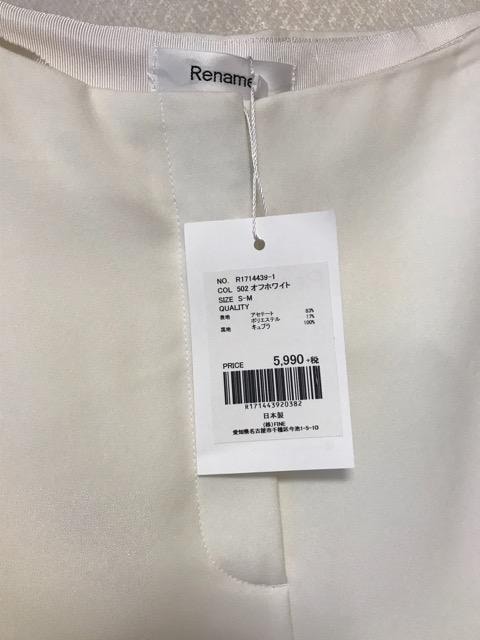 Rename
NO. R1714439-1
COL 502 オフホワイト
SIZE S-M
QUALITY
表地 アセテート 83%
ポリエステル 17%
裏地 キュプラ 100%
PRICE 5,990 +税
R171443920382
日本製
(株)FINE
愛知県名古屋市千種区今池1-5-10